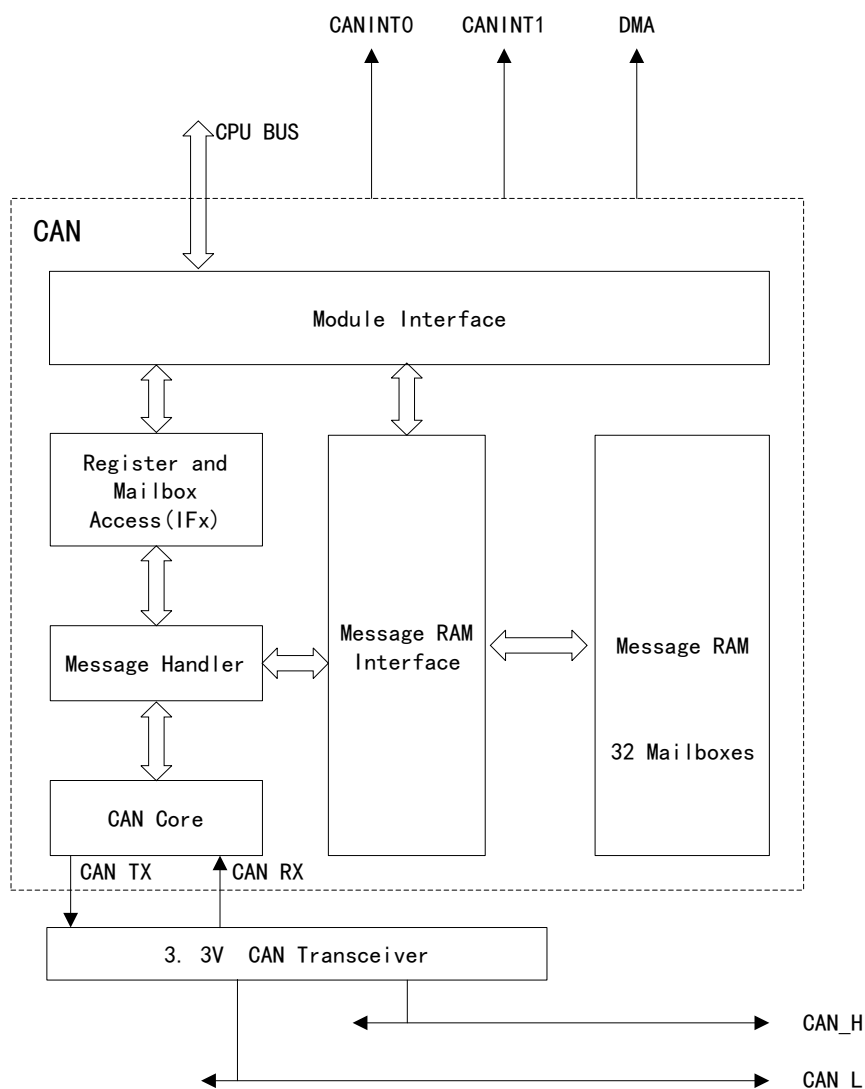 CANINT0
CANINT1
DMA
CPU BUS
CAN
Module Interface
Register and
Mailbox
Access(IFx)
Message RAM
Interface
Message RAM
Message Handler
32 Mailboxes
CAN Core
CAN TX
CAN RX
3. 3V CAN Transceiver
CAN_H
CAN L